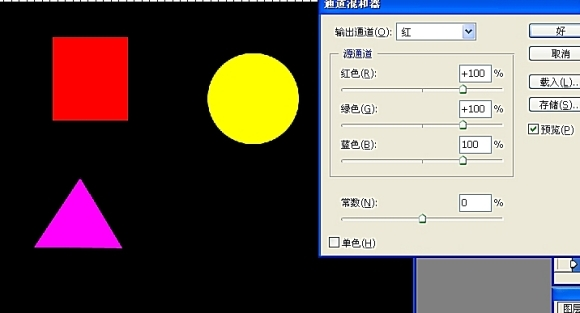 通道混和器
输出通道(O): 红
好
源通道
取消
红色(R): +100 %
载入(L)...
绿色(G): +100 %
存储(S)...
预览(P)
蓝色(B): 100 %
常数(N): 0 %
单色(H)
图层